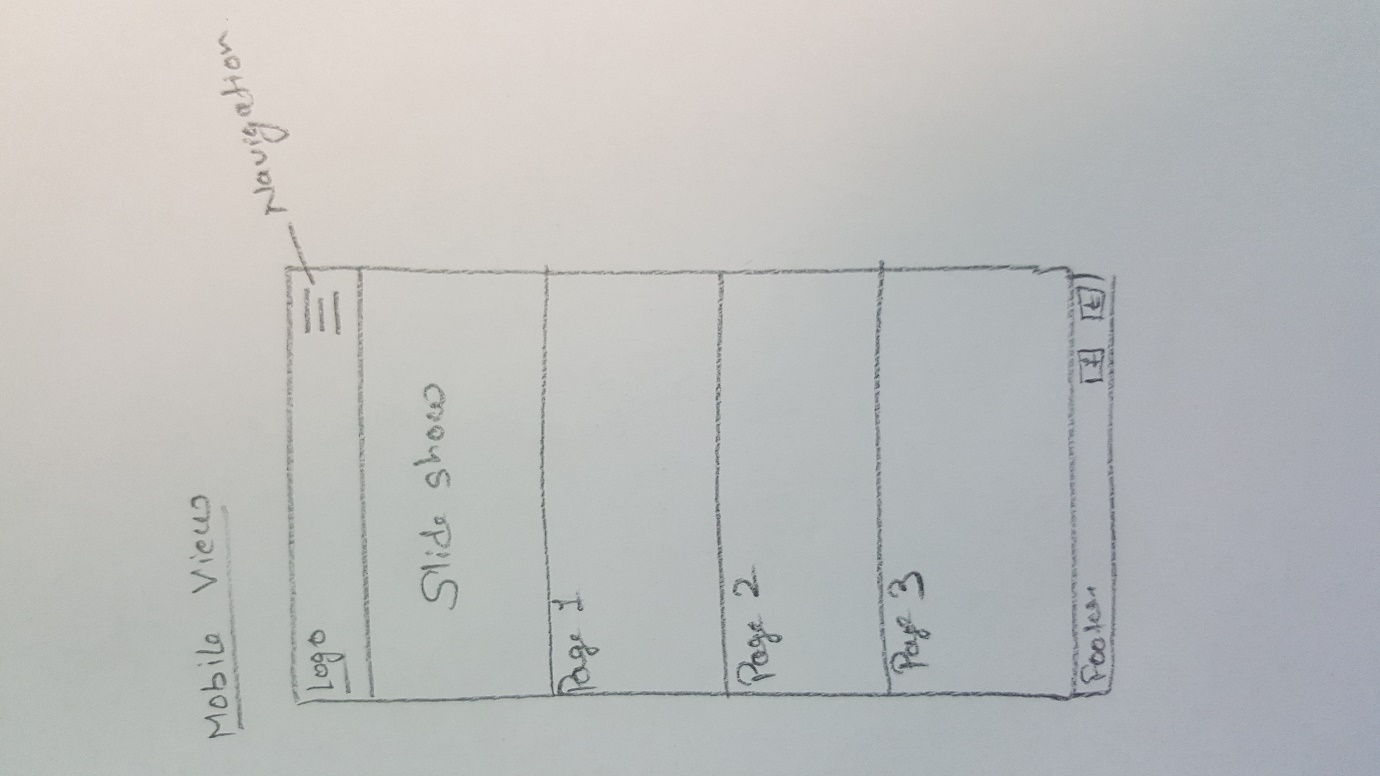 Mobile View
Navigation
Logo
Slide show
Page 1
Page 2
Page 3
Footer
f t